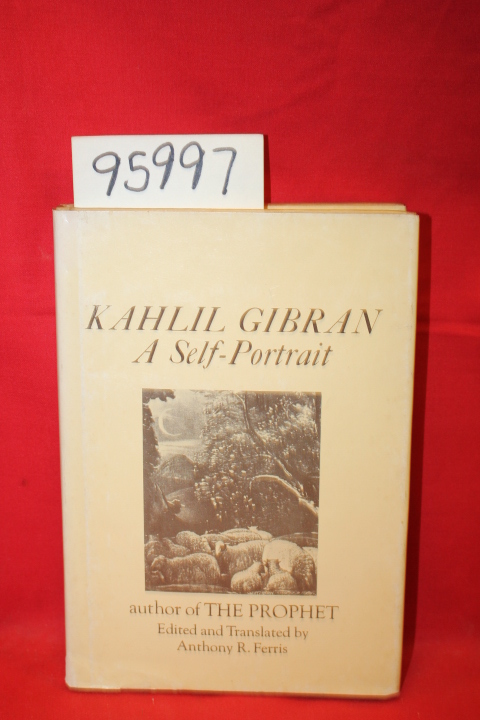 95997
KAHLIL GIBRAN
A Self-Portrait
author of THE PROPHET
Edited and Translated by
Anthony R. Ferris